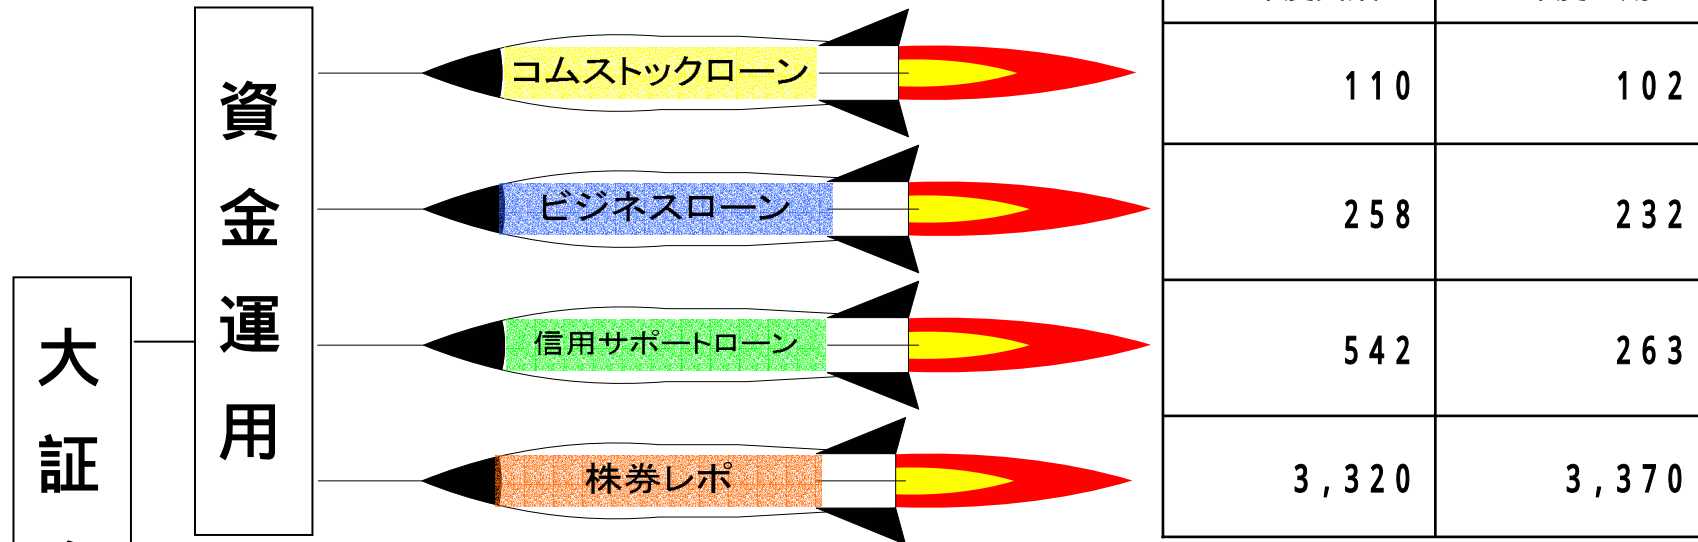 資金運用
大証
コムストックローン 110 102
ビジネスローン 258 232
信用サポートローン 542 263
株券レポ 3,320 3,370